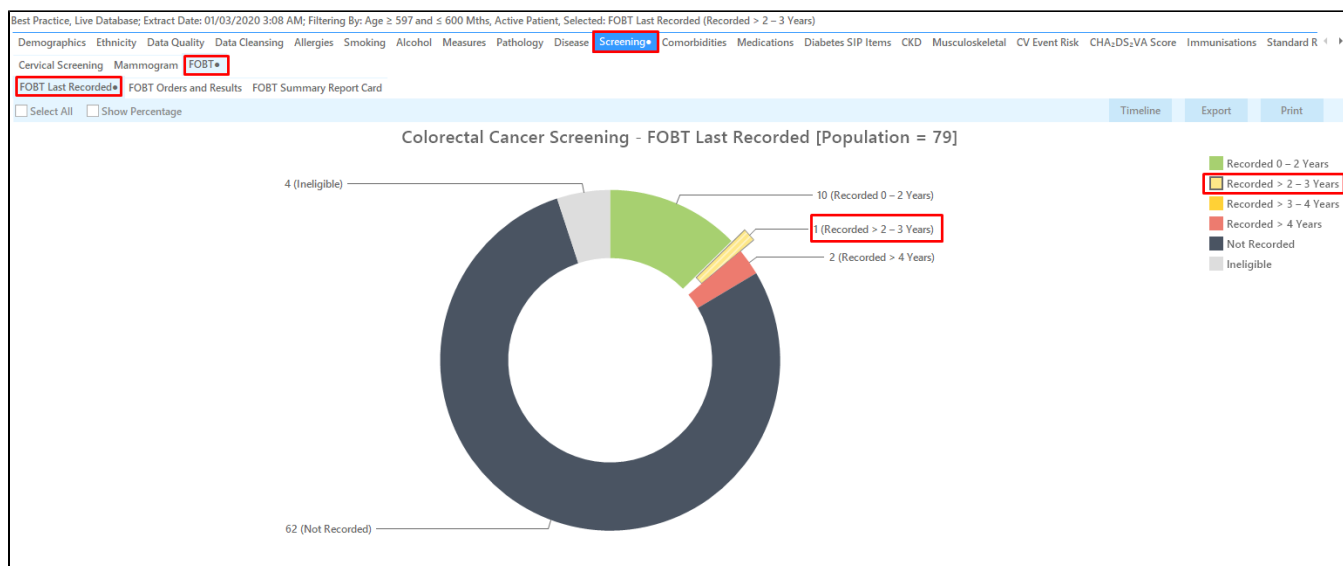 Best Practice, Live Database; Extract Date: 01/03/2020 3:08 AM; Filtering By: Age ≥ 597 and ≤ 600 Mths, Active Patient, Selected: FOBT Last Recorded (Recorded > 2 – 3 Years)
Demographics Ethnicity Data Quality Data Cleansing Allergies Smoking Alcohol Measures Pathology Disease Screening• Comorbidities Medications Diabetes SIP Items CKD Musculoskeletal CV Event Risk CHA₂DS₂VA Score Immunisations Standard R
Cervical Screening Mammogram FOBT•
FOBT Last Recorded• FOBT Orders and Results FOBT Summary Report Card
Select All Show Percentage Timeline Export Print
Colorectal Cancer Screening - FOBT Last Recorded [Population = 79]
4 (Ineligible)
10 (Recorded 0 – 2 Years)
1 (Recorded > 2 – 3 Years)
2 (Recorded > 4 Years)
62 (Not Recorded)
Recorded 0 – 2 Years
Recorded > 2 – 3 Years
Recorded > 3 – 4 Years
Recorded > 4 Years
Not Recorded
Ineligible